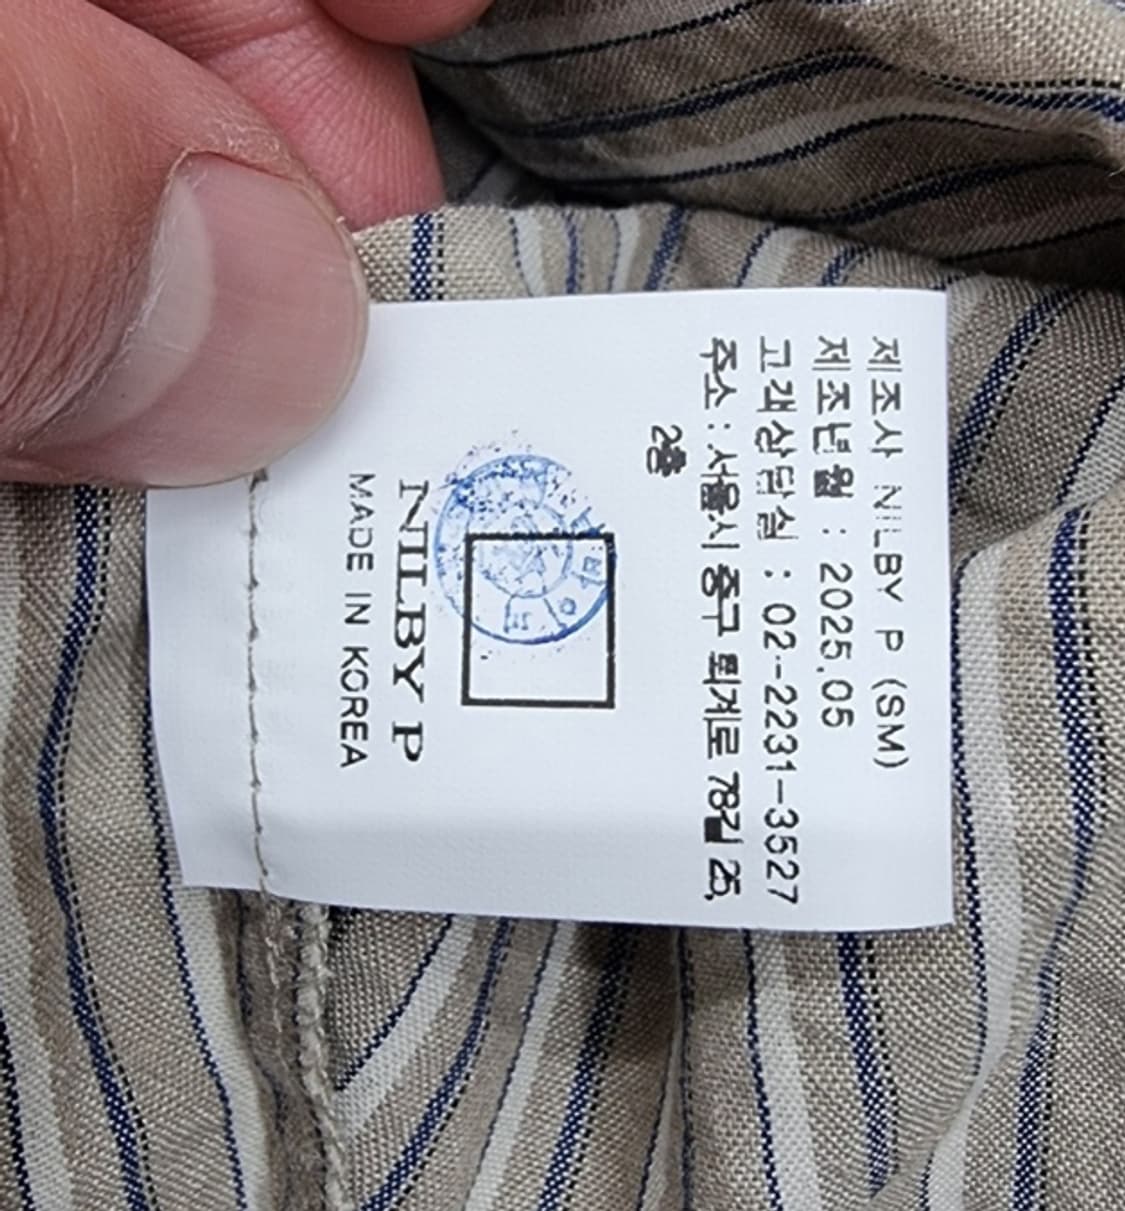 제조사 NILBY P (SM)
제조년월 : 2025.05
고객상담실 : 02-2231-3527
주소 : 서울시 중구 퇴계로 78길 25,
2층
NILBY P
MADE IN KOREA